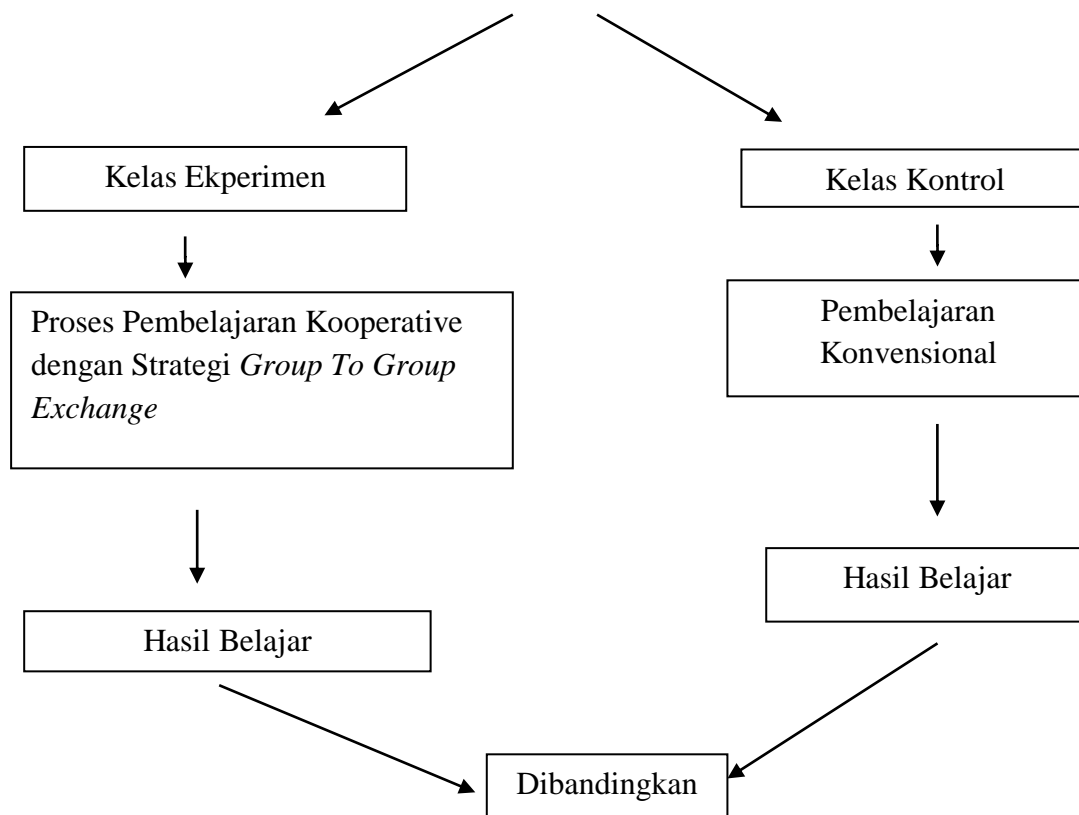 Kelas Ekperimen
Kelas Kontrol
Proses Pembelajaran Kooperative
dengan Strategi Group To Group
Exchange
Pembelajaran
Konvensional
Hasil Belajar
Hasil Belajar
Dibandingkan